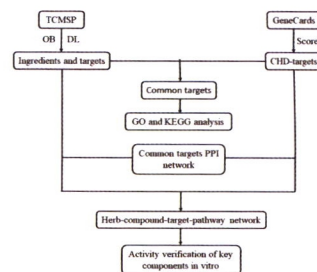 TCMSP
GeneCards
OB DL
Score
Ingredients and targets
CHD-targets
Common targets
GO and KEGG analysis
Common targets PPI
network
Herb-compound-target-pathway network
Activity verification of key
components in vitro